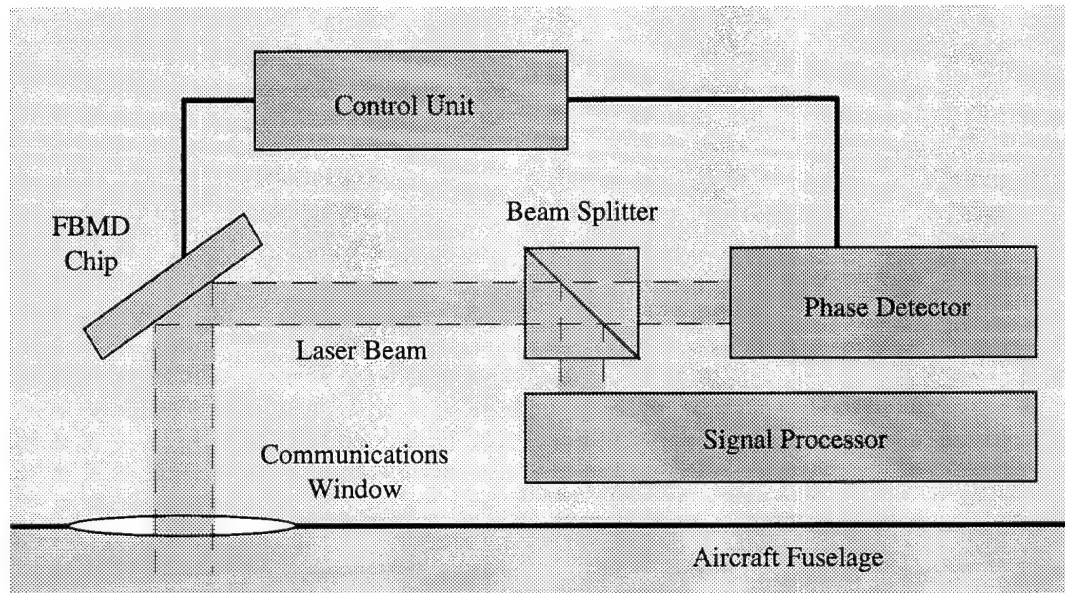 Control Unit
Beam Splitter
FBMD
Chip
Phase Detector
Laser Beam
Signal Processor
Communications
Window
Aircraft Fuselage